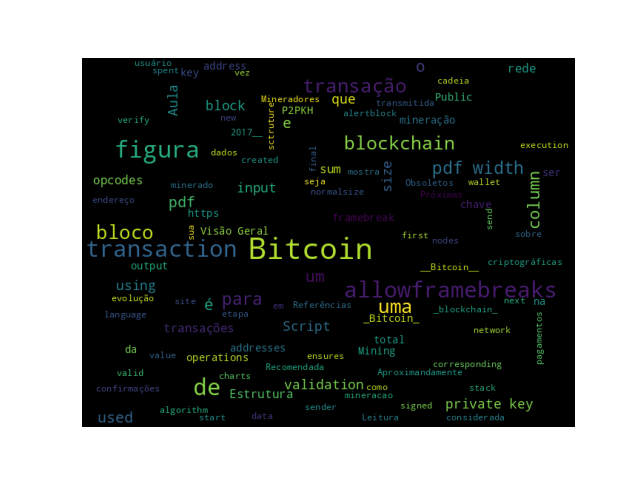 usuário
spent
key
address
vez
o
rede
cadeia
transação
Aula
block
Mineradores
que
transmitida
Public
P2PKH
alertblock
mineração
e
verify
new
2017__
sctruture
figura
dados
created
final
blockchain
execution
opcodes
minerado
input
sum
mostra
seja
normalsize
size
pdf width
Obsoletos
wallet
ser
column
endereço
pdf
https
framebreak
Próximos
chave
send
bloco
sua
Visão Geral
first
nodes
sobre
transaction
Bitcoin
__Bitcoin__
criptográficas
output
um
using
allowframebreaks
evolução
site
é
para
em
Referências
uma
_Bitcoin_
_blockchain_
next
na
language
etapa
transações
Script
network
pagamentos
da
value
operations
addresses
ensures
total
Mining
corresponding
valid
charts
Recomendada
Aproximandamente
confirmações
de
Estrutura
validation
como
mineracao
stack
used
algorithm
start
data
sender
Leitura
signed
private key
considerada